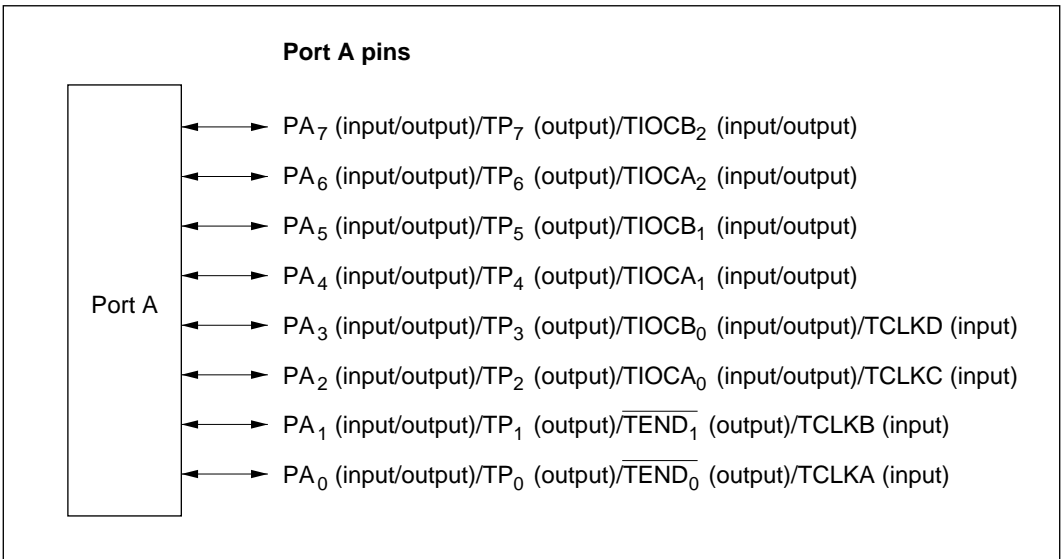 Port A pins
Port A
PA₇ (input/output)/TP₇ (output)/TIOCB₂ (input/output)
PA₆ (input/output)/TP₆ (output)/TIOCA₂ (input/output)
PA₅ (input/output)/TP₅ (output)/TIOCB₁ (input/output)
PA₄ (input/output)/TP₄ (output)/TIOCA₁ (input/output)
PA₃ (input/output)/TP₃ (output)/TIOCB₀ (input/output)/TCLKD (input)
PA₂ (input/output)/TP₂ (output)/TIOCA₀ (input/output)/TCLKC (input)
PA₁ (input/output)/TP₁ (output)/T̅E̅N̅D̅₁̅ (output)/TCLKB (input)
PA₀ (input/output)/TP₀ (output)/T̅E̅N̅D̅₀̅ (output)/TCLKA (input)